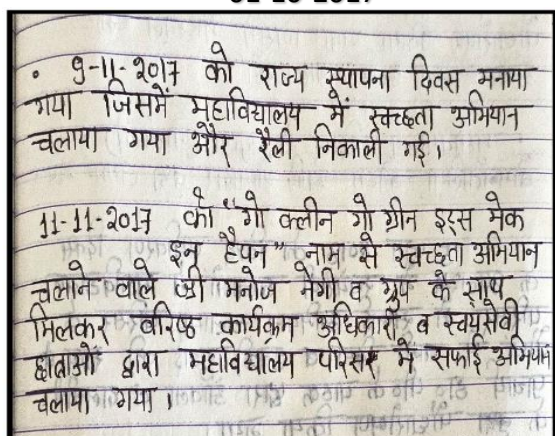 • 9-11-2017 को राज्य स्थापना दिवस मनाया
गया जिसमें महाविद्यालय में स्वच्छता अभियान
चलाया गया और रैली निकाली गई।
11-11-2017 को "गो क्लीन गो ग्रीन इट्स मेक
इन हैवन" नाम से स्वच्छता अभियान
चलाने वाले श्री मनोज नेगी व ग्रुप के साथ
मिलकर वरिष्ठ कार्यक्रम अधिकारी व स्वयंसेवी
छात्राओं द्वारा महाविद्यालय परिसर में सफाई अभियान
चलाया गया।